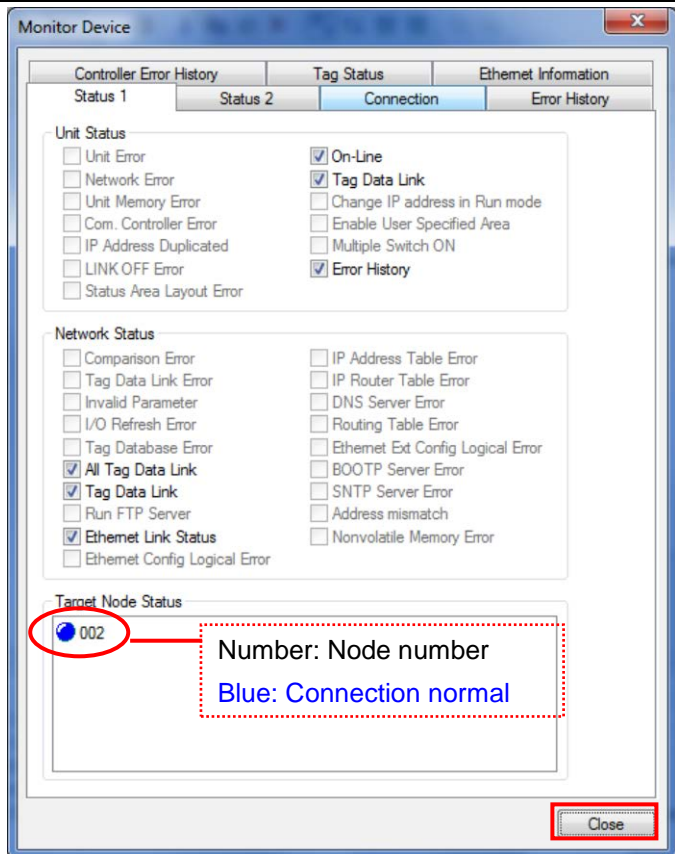 Monitor Device
Controller Error History Tag Status Ethernet Information
Status 1 Status 2 Connection Error History
Unit Status
Unit Error
Network Error
Unit Memory Error
Com. Controller Error
IP Address Duplicated
LINK OFF Error
Status Area Layout Error
On-Line
Tag Data Link
Change IP address in Run mode
Enable User Specified Area
Multiple Switch ON
Error History
Network Status
Comparison Error
Tag Data Link Error
Invalid Parameter
I/O Refresh Error
Tag Database Error
All Tag Data Link
Tag Data Link
Run FTP Server
Ethernet Link Status
Ethernet Config Logical Error
IP Address Table Error
IP Router Table Error
DNS Server Error
Routing Table Error
Ethernet Ext Config Logical Error
BOOTP Server Error
SNTP Server Error
Address mismatch
Nonvolatile Memory Error
Target Node Status
002
Number: Node number
Blue: Connection normal
Close